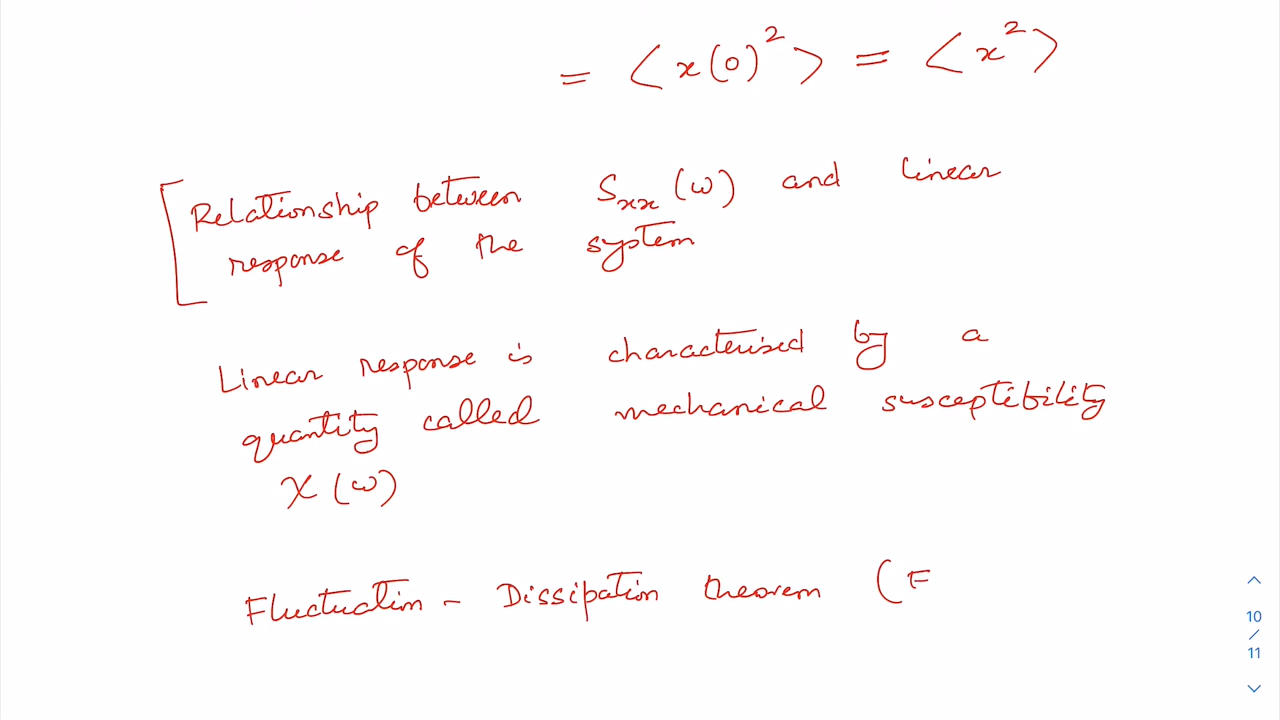 = ⟨x(0)²⟩ = ⟨x²⟩
Relationship between Sxx(ω) and linear
response of the system
Linear response is characterised by a
quantity called mechanical susceptibility
χ(ω)
Fluctuation - Dissipation theorem (F
10
/
11